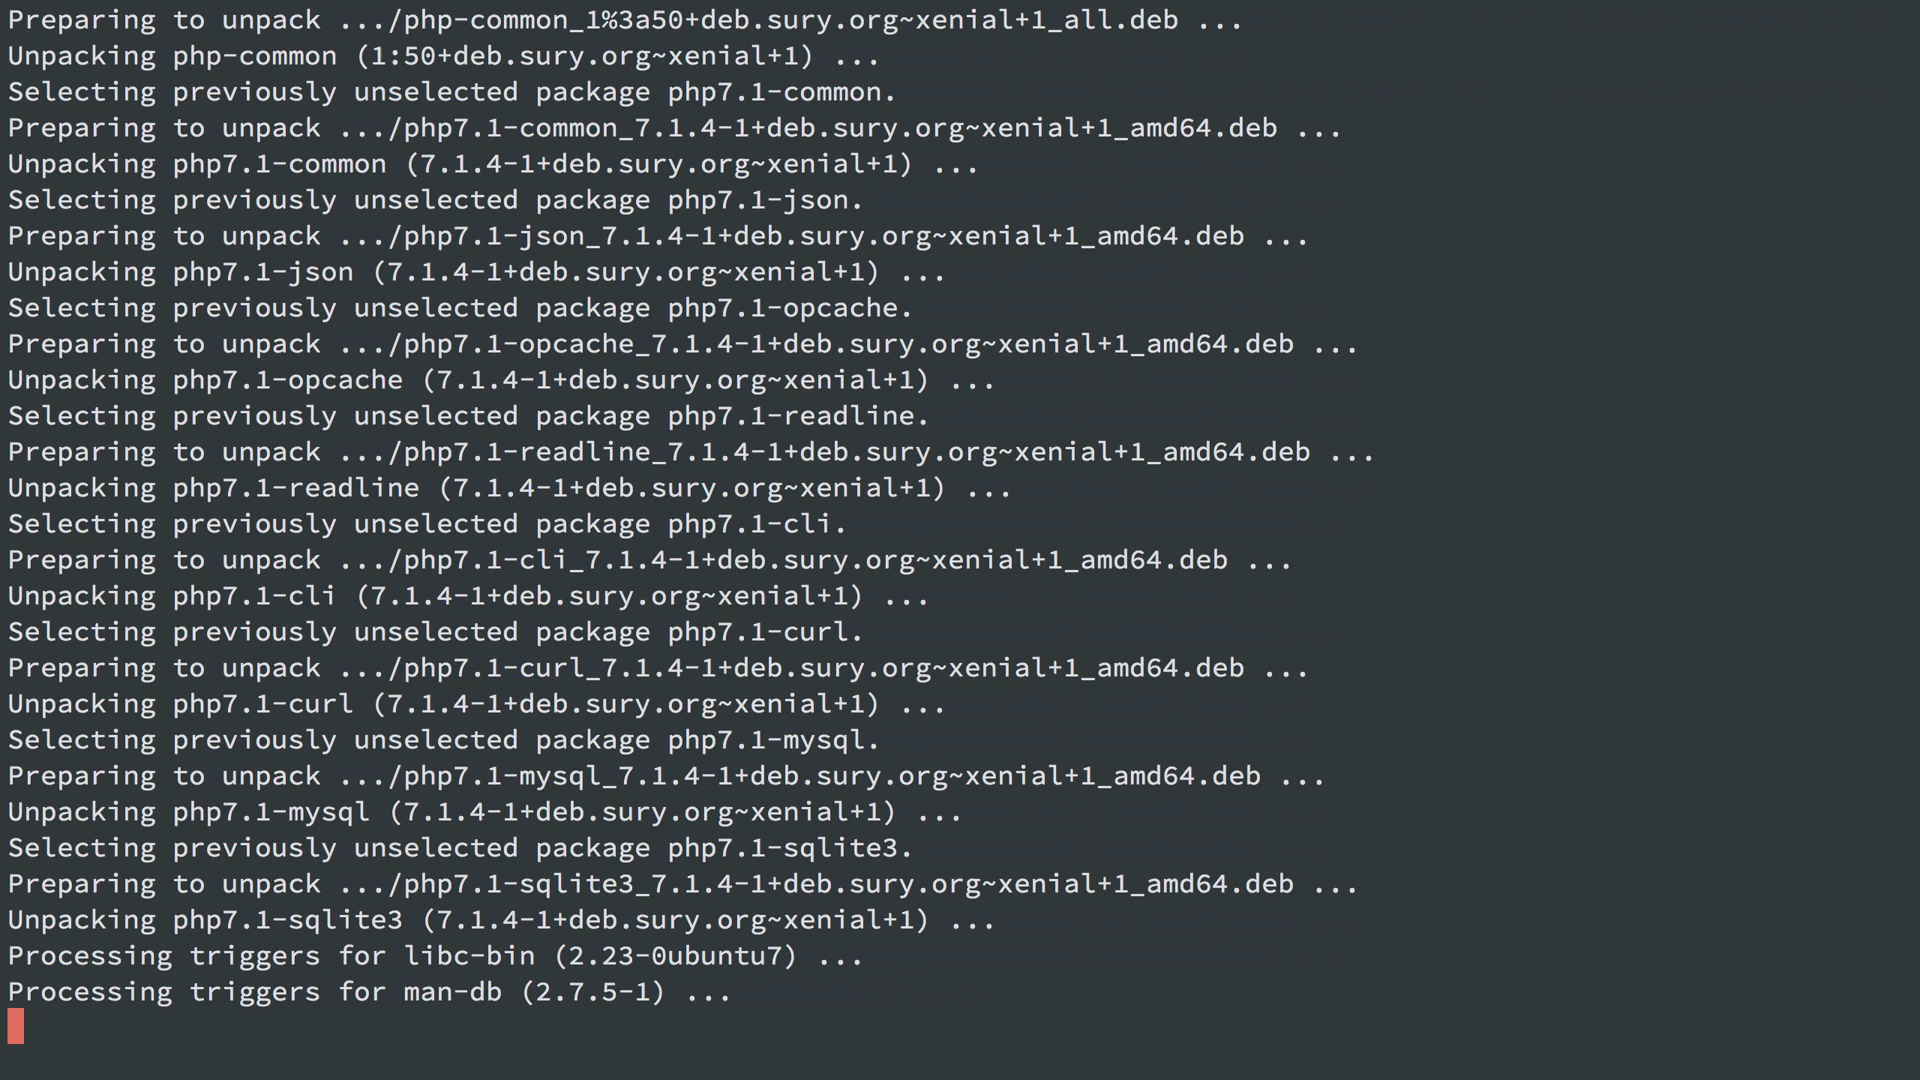 Preparing to unpack .../php-common_1%3a50+deb.sury.org~xenial+1_all.deb ...
Unpacking php-common (1:50+deb.sury.org~xenial+1) ...
Selecting previously unselected package php7.1-common.
Preparing to unpack .../php7.1-common_7.1.4-1+deb.sury.org~xenial+1_amd64.deb ...
Unpacking php7.1-common (7.1.4-1+deb.sury.org~xenial+1) ...
Selecting previously unselected package php7.1-json.
Preparing to unpack .../php7.1-json_7.1.4-1+deb.sury.org~xenial+1_amd64.deb ...
Unpacking php7.1-json (7.1.4-1+deb.sury.org~xenial+1) ...
Selecting previously unselected package php7.1-opcache.
Preparing to unpack .../php7.1-opcache_7.1.4-1+deb.sury.org~xenial+1_amd64.deb ...
Unpacking php7.1-opcache (7.1.4-1+deb.sury.org~xenial+1) ...
Selecting previously unselected package php7.1-readline.
Preparing to unpack .../php7.1-readline_7.1.4-1+deb.sury.org~xenial+1_amd64.deb ...
Unpacking php7.1-readline (7.1.4-1+deb.sury.org~xenial+1) ...
Selecting previously unselected package php7.1-cli.
Preparing to unpack .../php7.1-cli_7.1.4-1+deb.sury.org~xenial+1_amd64.deb ...
Unpacking php7.1-cli (7.1.4-1+deb.sury.org~xenial+1) ...
Selecting previously unselected package php7.1-curl.
Preparing to unpack .../php7.1-curl_7.1.4-1+deb.sury.org~xenial+1_amd64.deb ...
Unpacking php7.1-curl (7.1.4-1+deb.sury.org~xenial+1) ...
Selecting previously unselected package php7.1-mysql.
Preparing to unpack .../php7.1-mysql_7.1.4-1+deb.sury.org~xenial+1_amd64.deb ...
Unpacking php7.1-mysql (7.1.4-1+deb.sury.org~xenial+1) ...
Selecting previously unselected package php7.1-sqlite3.
Preparing to unpack .../php7.1-sqlite3_7.1.4-1+deb.sury.org~xenial+1_amd64.deb ...
Unpacking php7.1-sqlite3 (7.1.4-1+deb.sury.org~xenial+1) ...
Processing triggers for libc-bin (2.23-0ubuntu7) ...
Processing triggers for man-db (2.7.5-1) ...